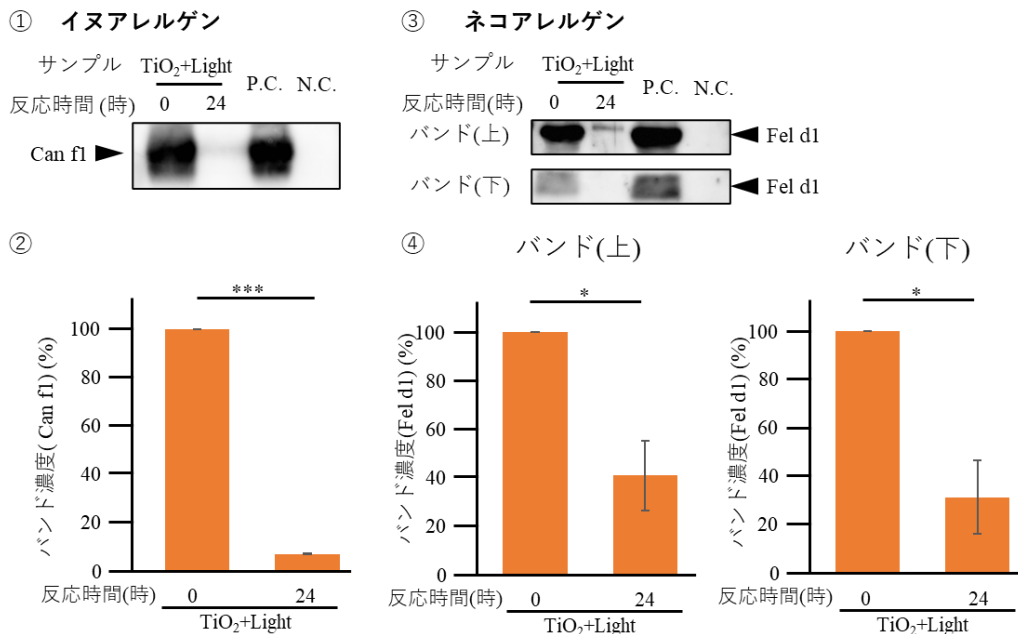 ① イヌアレルゲン
サンプル TiO₂+Light P.C. N.C.
反応時間 (時) 0 24
Can f1
③ ネコアレルゲン
サンプル TiO₂+Light P.C. N.C.
反応時間(時) 0 24
バンド(上) Fel d1
バンド(下) Fel d1
②
***
バンド濃度( Can f1) (%)
100
80
60
40
20
0
反応時間(時) 0 24
TiO₂+Light
④ バンド(上)
*
バンド濃度(Fel d1) (%)
100
80
60
40
20
0
反応時間(時) 0 24
TiO₂+Light
バンド(下)
*
バンド濃度(Fel d1) (%)
100
80
60
40
20
0
反応時間(時) 0 24
TiO₂+Light